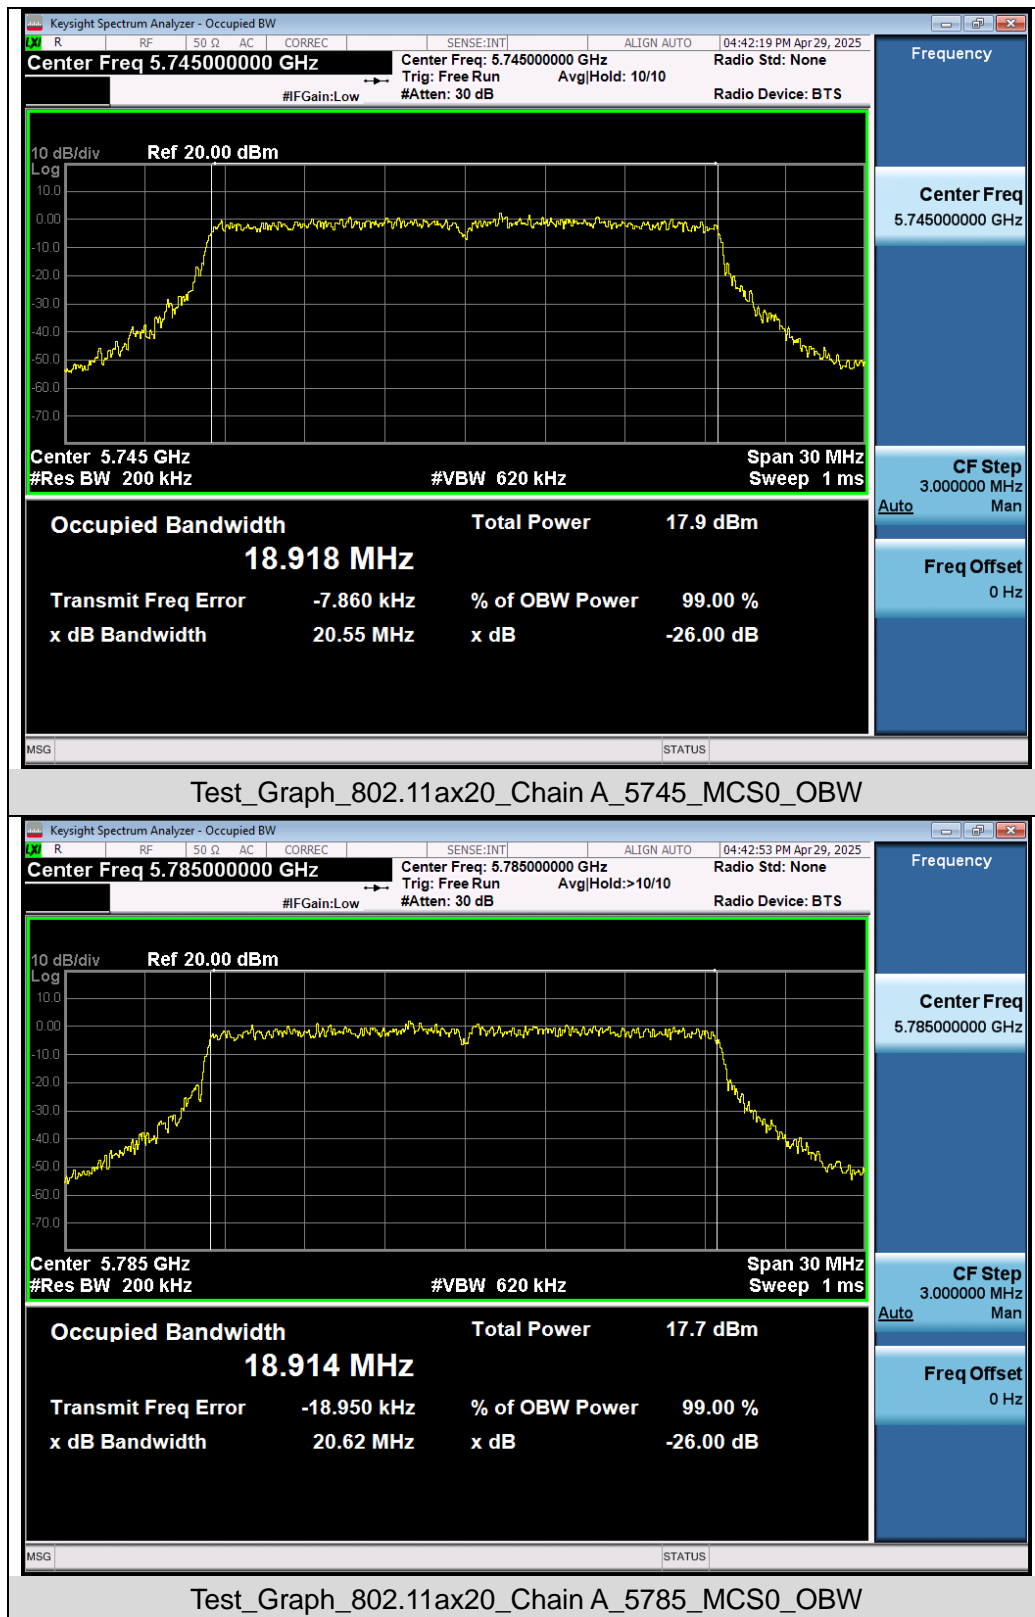 Keysight Spectrum Analyzer - Occupied BW
LXI R RF 50 Ω AC CORREC SENSE:INT ALIGN AUTO 04:42:19 PM Apr 29, 2025
Center Freq 5.745000000 GHz
Center Freq: 5.745000000 GHz Radio Std: None
Trig: Free Run Avg|Hold: 10/10
#IFGain:Low #Atten: 30 dB Radio Device: BTS
Frequency
10 dB/div Ref 20.00 dBm
Log
10.0
0.00
-10.0
-20.0
-30.0
-40.0
-50.0
-60.0
-70.0
Center 5.745 GHz Span 30 MHz
#Res BW 200 kHz #VBW 620 kHz Sweep 1 ms
Center Freq
5.745000000 GHz
CF Step
3.000000 MHz
Auto Man
Freq Offset
0 Hz
Occupied Bandwidth Total Power 17.9 dBm
18.918 MHz
Transmit Freq Error -7.860 kHz % of OBW Power 99.00 %
x dB Bandwidth 20.55 MHz x dB -26.00 dB
MSG STATUS
Test_Graph_802.11ax20_Chain A_5745_MCS0_OBW
Keysight Spectrum Analyzer - Occupied BW
LXI R RF 50 Ω AC CORREC SENSE:INT ALIGN AUTO 04:42:53 PM Apr 29, 2025
Center Freq 5.785000000 GHz
Center Freq: 5.785000000 GHz Radio Std: None
Trig: Free Run Avg|Hold:>10/10
#IFGain:Low #Atten: 30 dB Radio Device: BTS
Frequency
10 dB/div Ref 20.00 dBm
Log
10.0
0.00
-10.0
-20.0
-30.0
-40.0
-50.0
-60.0
-70.0
Center 5.785 GHz Span 30 MHz
#Res BW 200 kHz #VBW 620 kHz Sweep 1 ms
Center Freq
5.785000000 GHz
CF Step
3.000000 MHz
Auto Man
Freq Offset
0 Hz
Occupied Bandwidth Total Power 17.7 dBm
18.914 MHz
Transmit Freq Error -18.950 kHz % of OBW Power 99.00 %
x dB Bandwidth 20.62 MHz x dB -26.00 dB
MSG STATUS
Test_Graph_802.11ax20_Chain A_5785_MCS0_OBW